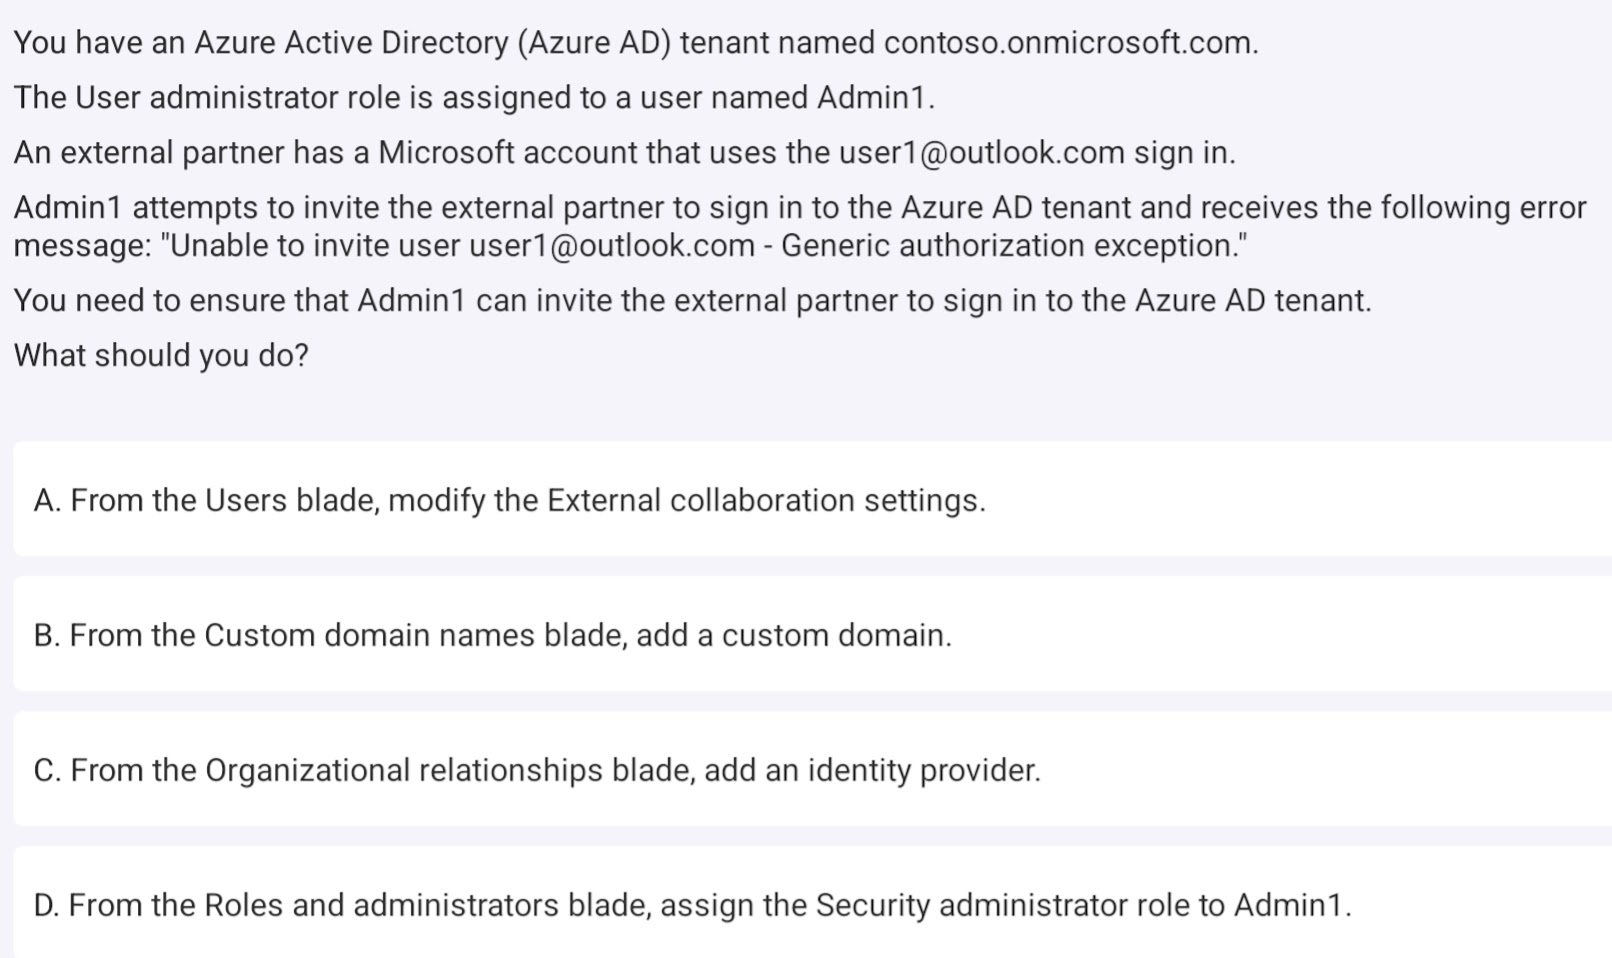 You have an Azure Active Directory (Azure AD) tenant named contoso.onmicrosoft.com.
The User administrator role is assigned to a user named Admin1.
An external partner has a Microsoft account that uses the user1@outlook.com sign in.
Admin1 attempts to invite the external partner to sign in to the Azure AD tenant and receives the following error
message: "Unable to invite user user1@outlook.com - Generic authorization exception."
You need to ensure that Admin1 can invite the external partner to sign in to the Azure AD tenant.
What should you do?
A. From the Users blade, modify the External collaboration settings.
B. From the Custom domain names blade, add a custom domain.
C. From the Organizational relationships blade, add an identity provider.
D. From the Roles and administrators blade, assign the Security administrator role to Admin1.